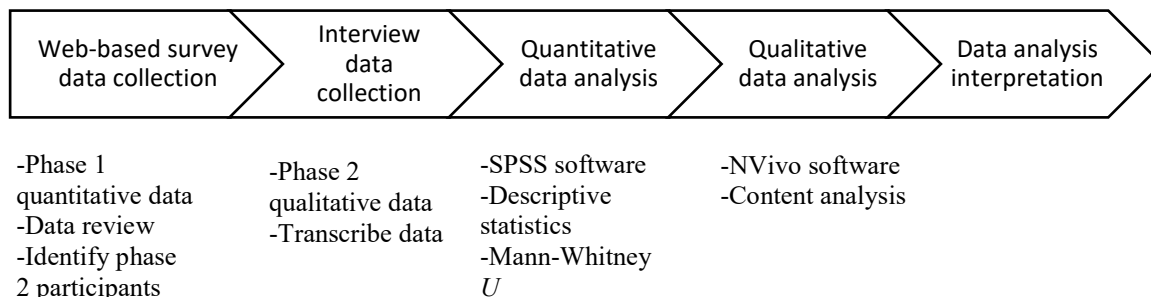 Web-based survey
data collection
Interview
data
collection
Quantitative
data analysis
Qualitative
data analysis
Data analysis
interpretation
-Phase 1
quantitative data
-Data review
-Identify phase
2 participants
-Phase 2
qualitative data
-Transcribe data
-SPSS software
-Descriptive
statistics
-Mann-Whitney
U
-NVivo software
-Content analysis